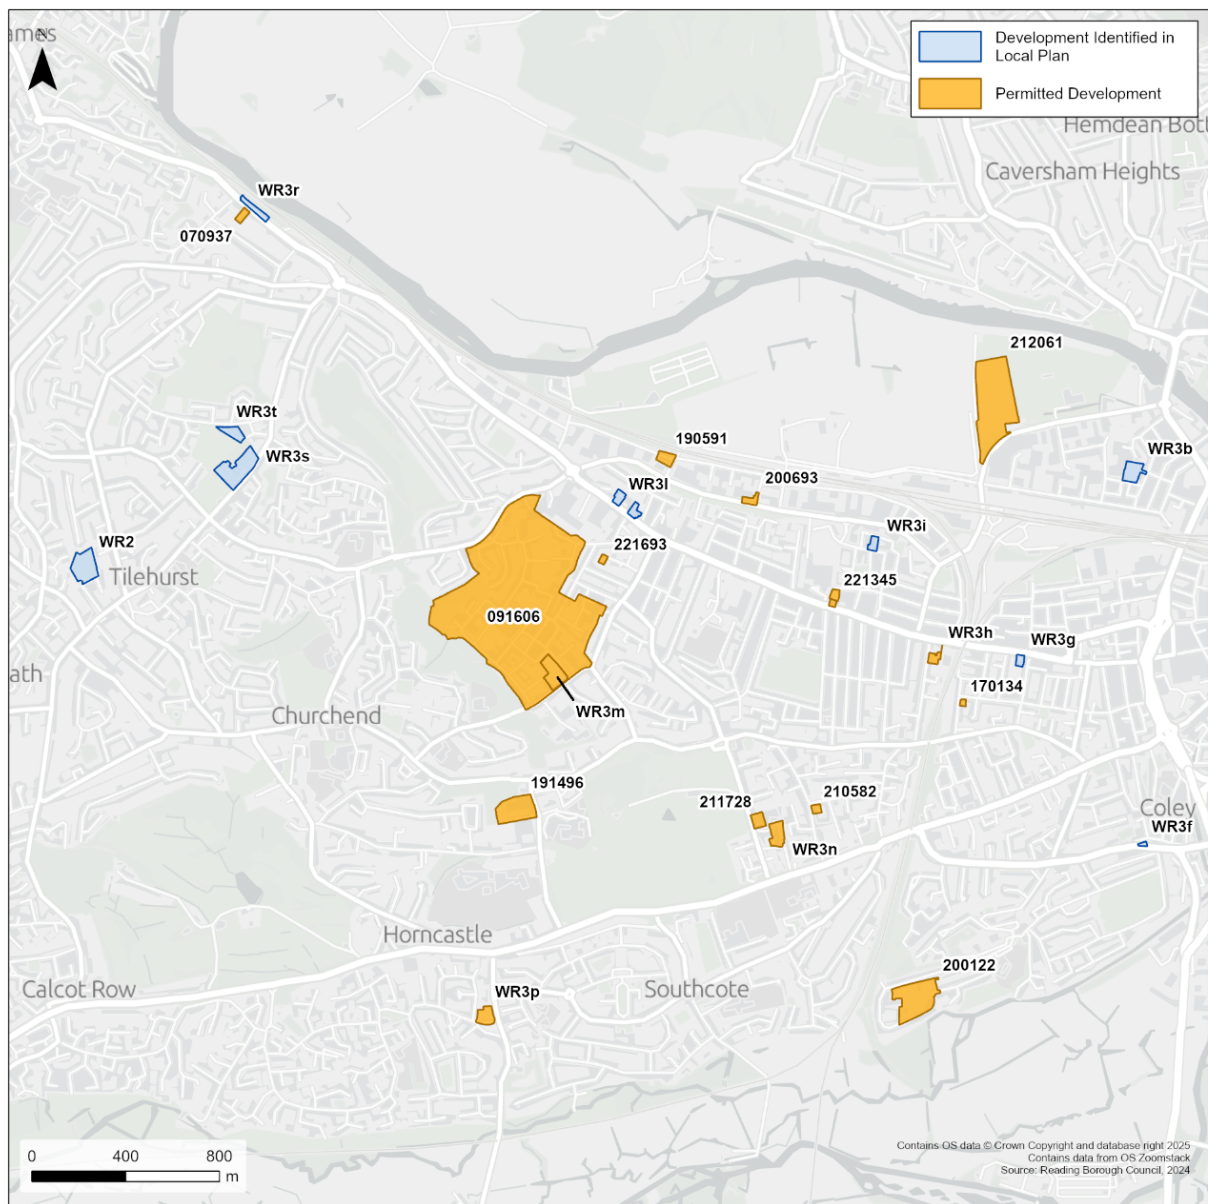 ames
N
Development Identified in
Local Plan
Permitted Development
Hemdean Bott
Caversham Heights
WR3r
070937
212061
WR3t
WR3s
190591
WR3b
200693
WR3l
WR3i
WR2
221693
Tilehurst
221345
091606
WR3h
WR3g
ath
170134
Churchend
WR3m
191496
211728
210582
Coley
WR3f
WR3n
Horncastle
200122
Calcot Row
Southcote
WR3p
0 400 800
m
Contains OS data © Crown Copyright and database right 2025
Contains data from OS Zoomstack
Source: Reading Borough Council, 2024